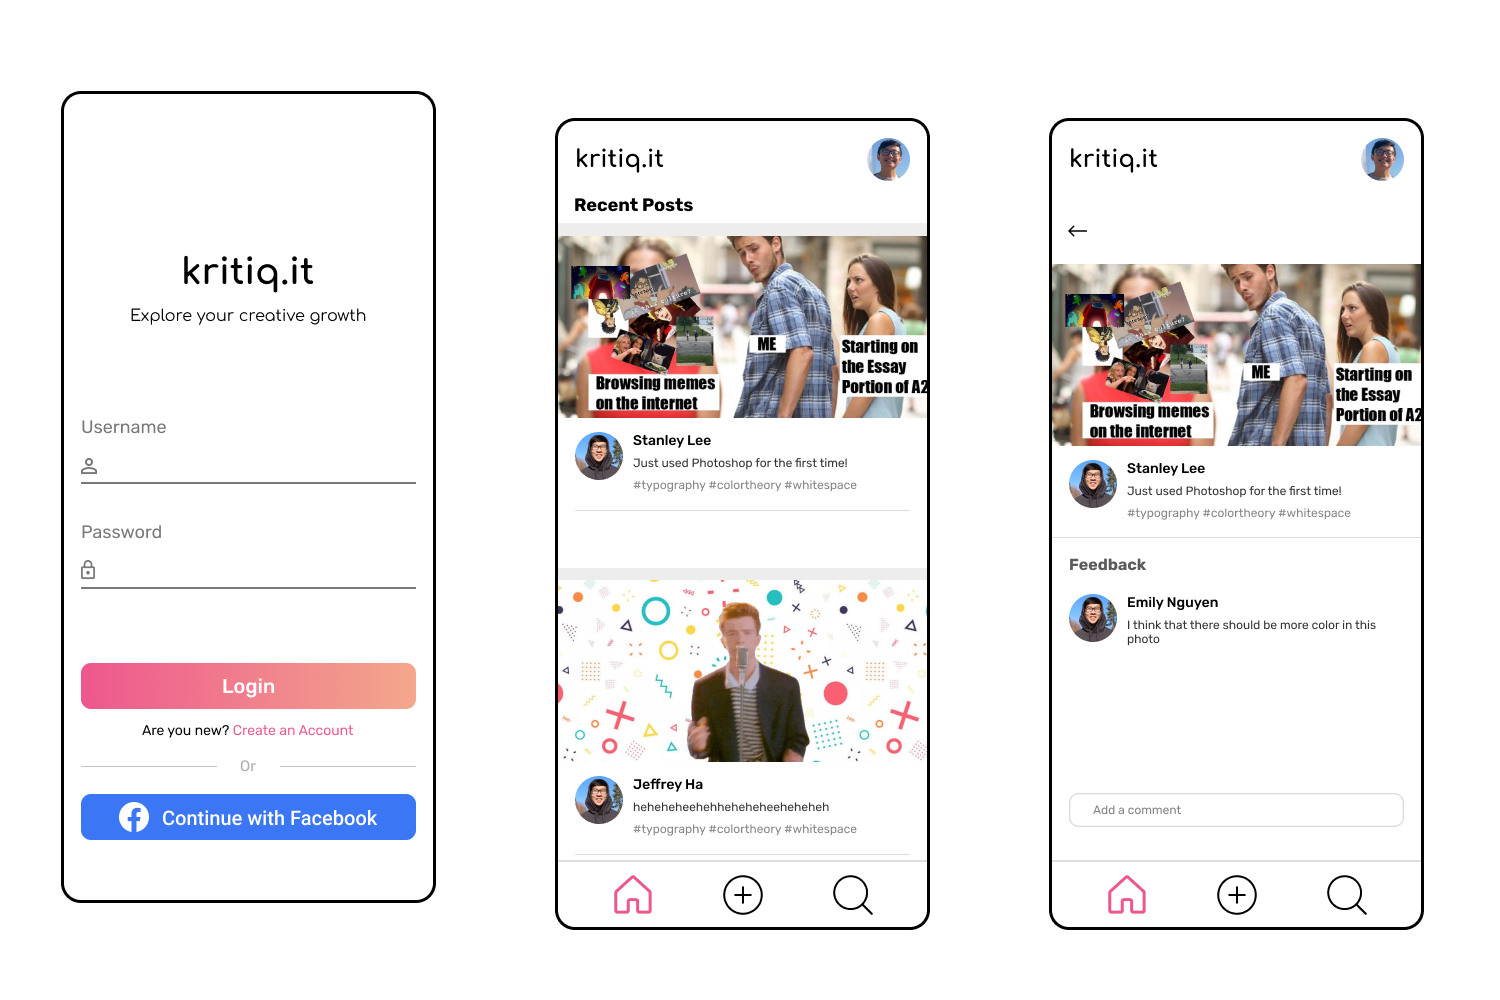 kritiq.it
Explore your creative growth
Username
Password
Login
Are you new? Create an Account
Or
Continue with Facebook
kritiq.it
Recent Posts
ME
Starting on
the Essay
Portion of A2
Browsing memes
on the internet
Stanley Lee
Just used Photoshop for the first time!
#typography #colortheory #whitespace
Jeffrey Ha
heheheheehehheheheheeheheheh
#typography #colortheory #whitespace
kritiq.it
ME
Starting on
the Essay
Portion of A2
Browsing memes
on the internet
Stanley Lee
Just used Photoshop for the first time!
#typography #colortheory #whitespace
Feedback
Emily Nguyen
I think that there should be more color in this
photo
Add a comment